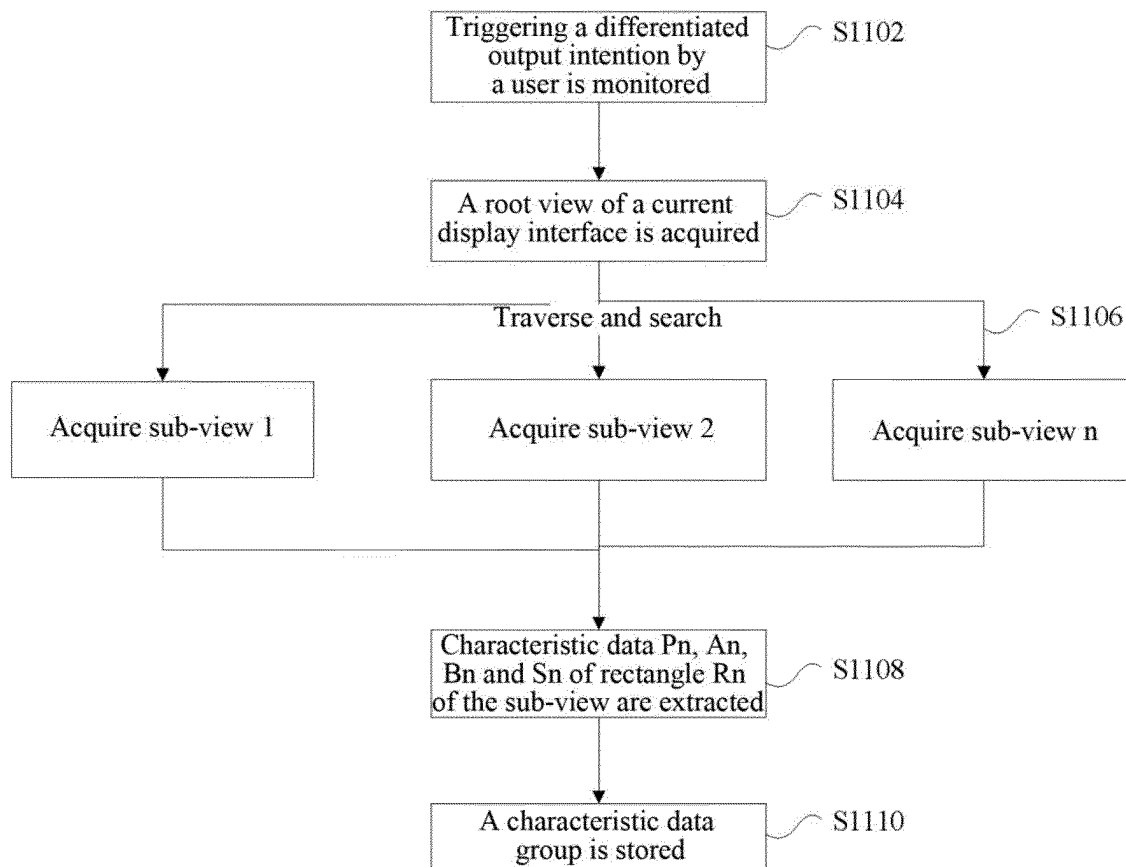 Triggering a differentiated
output intention by
a user is monitored
S1102
A root view of a current
display interface is acquired
S1104
Traverse and search
S1106
Acquire sub-view 1
Acquire sub-view 2
Acquire sub-view n
Characteristic data Pn, An,
Bn and Sn of rectangle Rn
of the sub-view are extracted
S1108
A characteristic data
group is stored
S1110